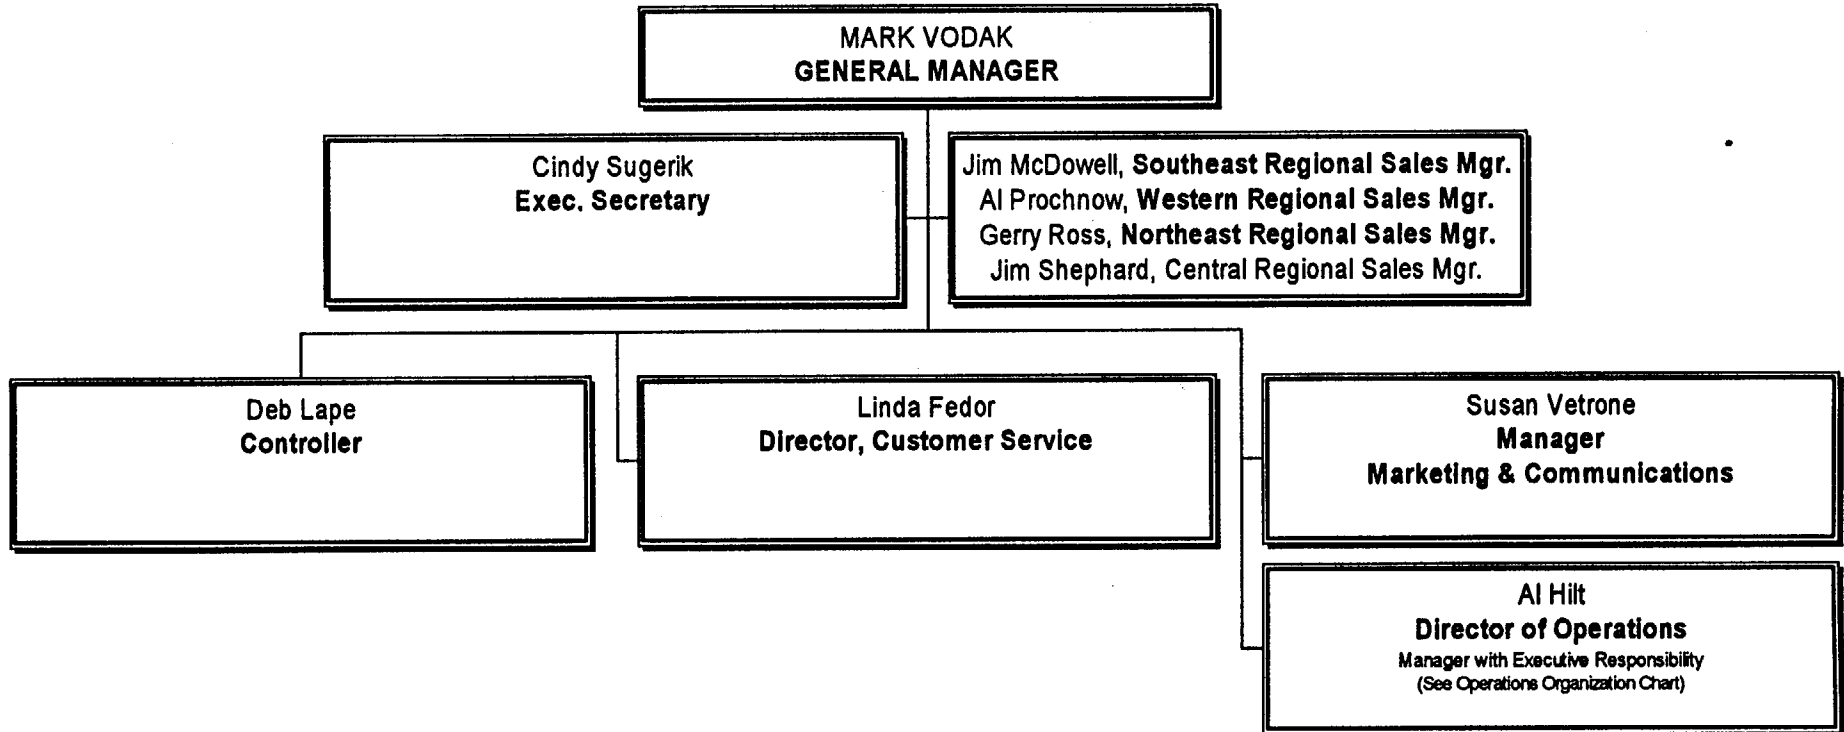 MARK VODAK
GENERAL MANAGER
Cindy Sugerik
Exec. Secretary
Jim McDowell, Southeast Regional Sales Mgr.
Al Prochnow, Western Regional Sales Mgr.
Gerry Ross, Northeast Regional Sales Mgr.
Jim Shephard, Central Regional Sales Mgr.
Deb Lape
Controller
Linda Fedor
Director, Customer Service
Susan Vetrone
Manager
Marketing & Communications
Al Hilt
Director of Operations
Manager with Executive Responsibility
(See Operations Organization Chart)